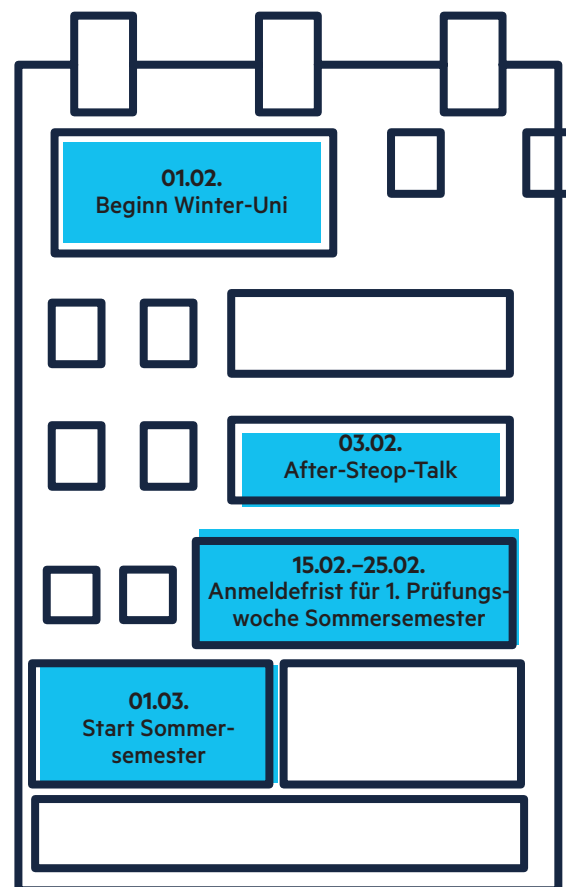 01.02.
Beginn Winter-Uni
03.02.
After-Steop-Talk
15.02.–25.02.
Anmeldefrist für 1. Prüfungs-
woche Sommersemester
01.03.
Start Sommer-
semester